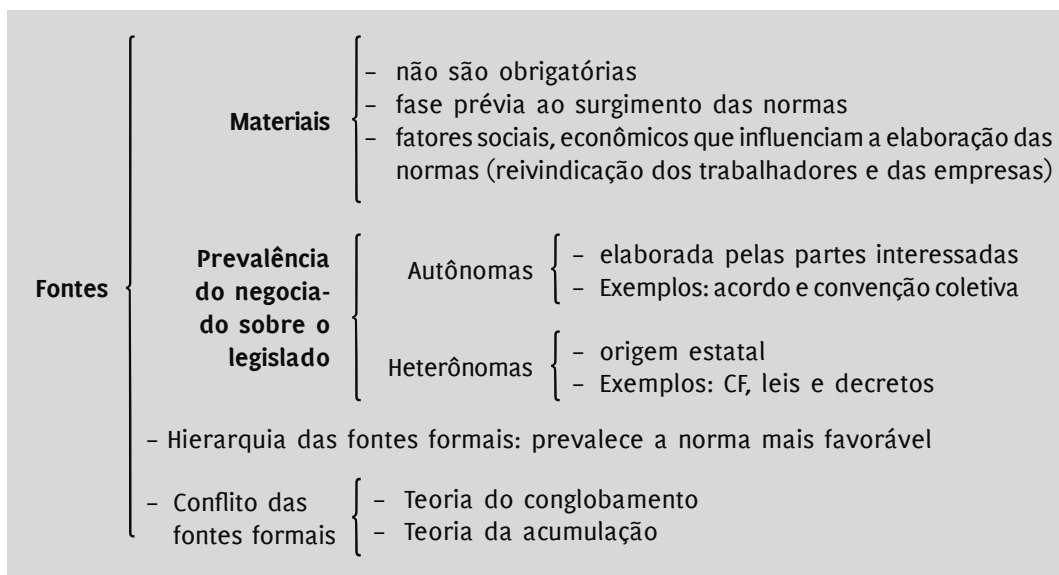 – não são obrigatórias
– fase prévia ao surgimento das normas
Materiais
– fatores sociais, econômicos que influenciam a elaboração das
normas (reivindicação dos trabalhadores e das empresas)
Fontes
Prevalência
do negocia-
do sobre o
legislado
Autônomas
– elaborada pelas partes interessadas
– Exemplos: acordo e convenção coletiva
Heterônomas
– origem estatal
– Exemplos: CF, leis e decretos
– Hierarquia das fontes formais: prevalece a norma mais favorável
– Conflito das
fontes formais
– Teoria do conglobamento
– Teoria da acumulação